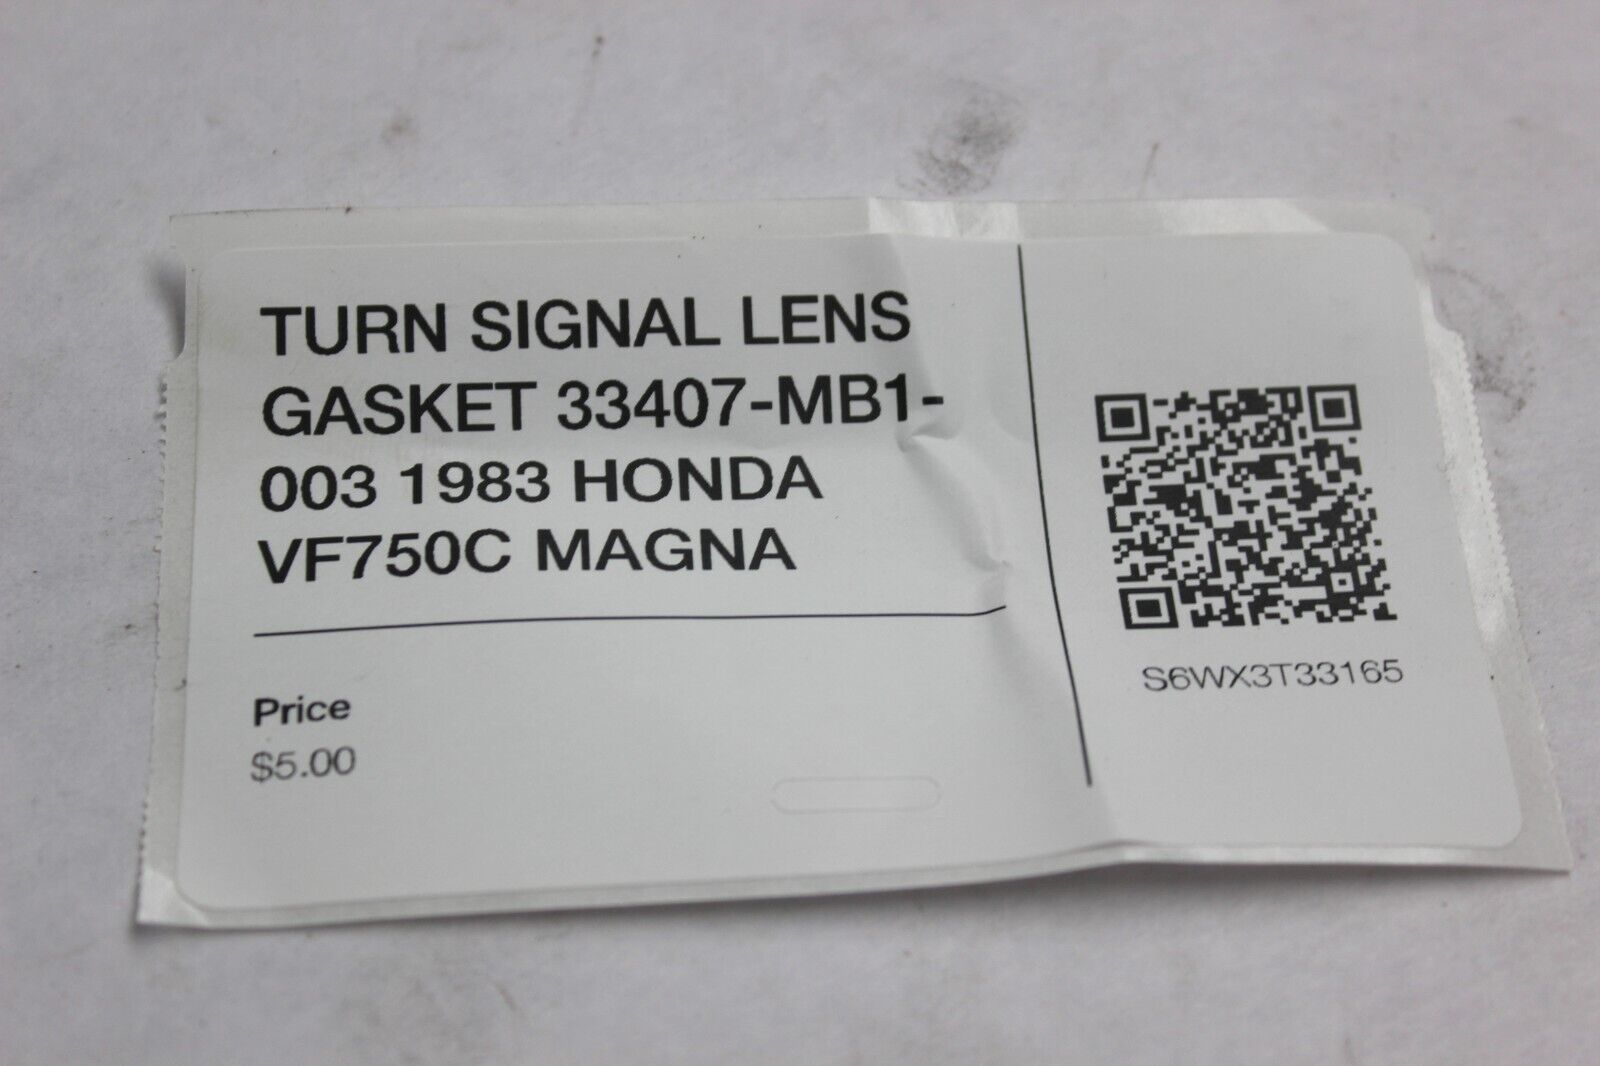 TURN SIGNAL LENS
GASKET 33407-MB1-
003 1983 HONDA
VF750C MAGNA
Price
$5.00
S6WX3T33165